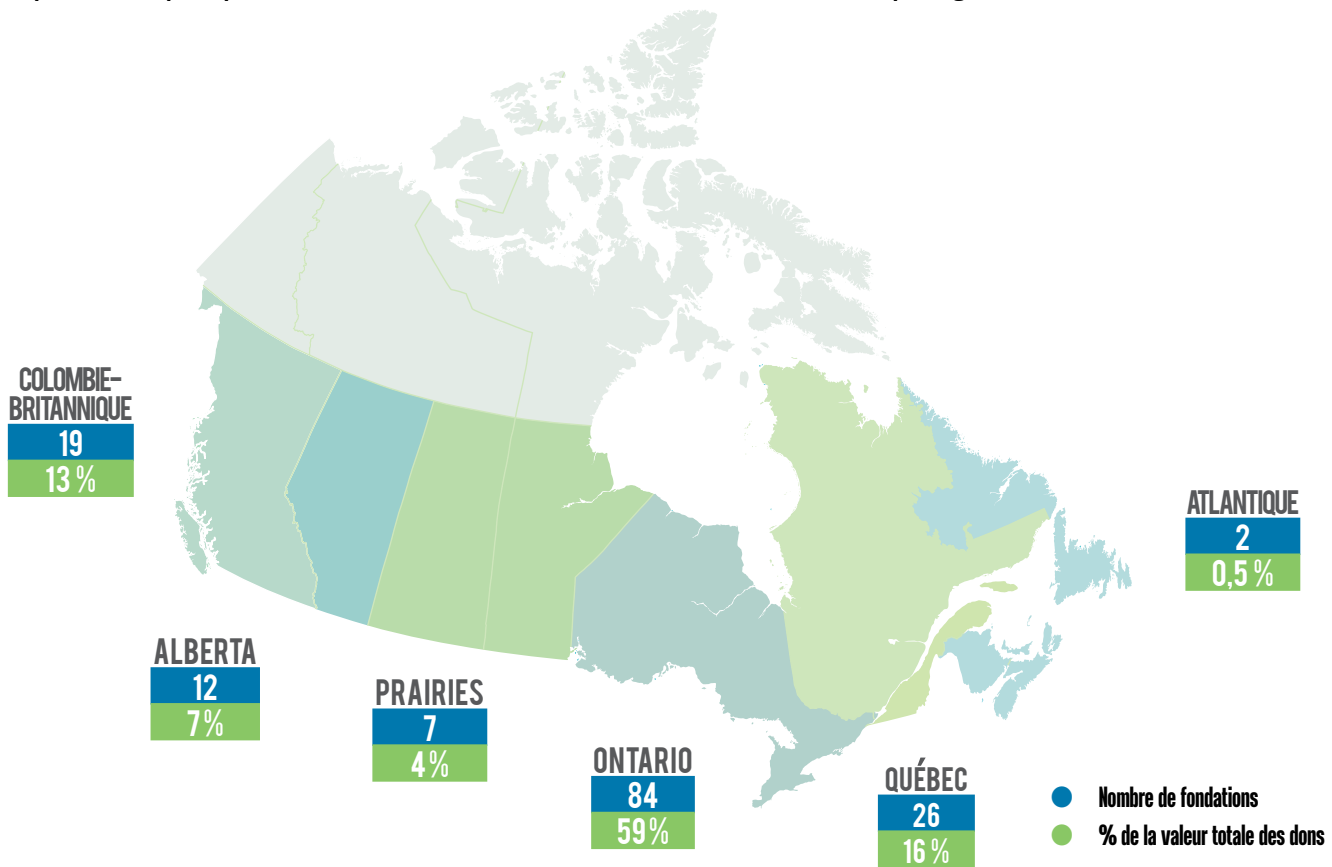 COLOMBIE-
BRITANNIQUE
19
13 %
ALBERTA
12
7 %
PRAIRIES
7
4 %
ONTARIO
84
59 %
QUÉBEC
26
16 %
ATLANTIQUE
2
0,5 %
Nombre de fondations
% de la valeur totale des dons